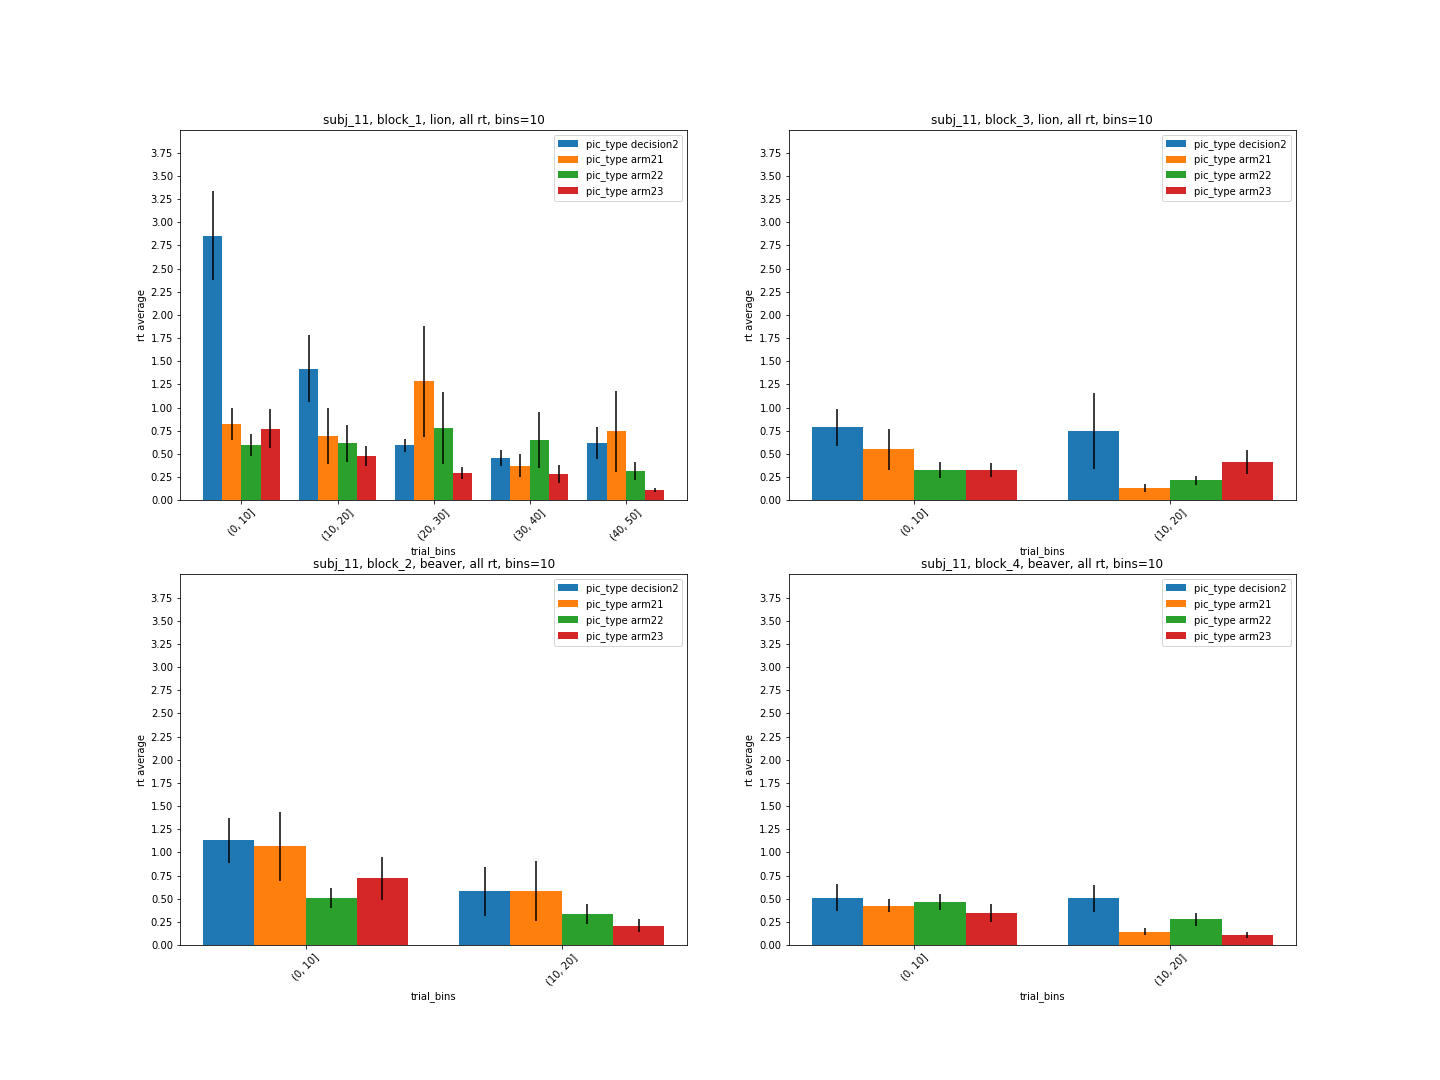 subj_11, block_1, lion, all rt, bins=10
pic_type decision2
pic_type arm21
pic_type arm22
pic_type arm23
3.75
3.50
3.25
3.00
2.75
2.50
2.25
2.00
1.75
1.50
1.25
1.00
0.75
0.50
0.25
0.00
rt average
(0, 10]
(10, 20]
(20, 30]
(30, 40]
(40, 50]
trial_bins
subj_11, block_3, lion, all rt, bins=10
pic_type decision2
pic_type arm21
pic_type arm22
pic_type arm23
3.75
3.50
3.25
3.00
2.75
2.50
2.25
2.00
1.75
1.50
1.25
1.00
0.75
0.50
0.25
0.00
rt average
(0, 10]
(10, 20]
trial_bins
subj_11, block_2, beaver, all rt, bins=10
pic_type decision2
pic_type arm21
pic_type arm22
pic_type arm23
3.75
3.50
3.25
3.00
2.75
2.50
2.25
2.00
1.75
1.50
1.25
1.00
0.75
0.50
0.25
0.00
rt average
(0, 10]
(10, 20]
trial_bins
subj_11, block_4, beaver, all rt, bins=10
pic_type decision2
pic_type arm21
pic_type arm22
pic_type arm23
3.75
3.50
3.25
3.00
2.75
2.50
2.25
2.00
1.75
1.50
1.25
1.00
0.75
0.50
0.25
0.00
rt average
(0, 10]
(10, 20]
trial_bins